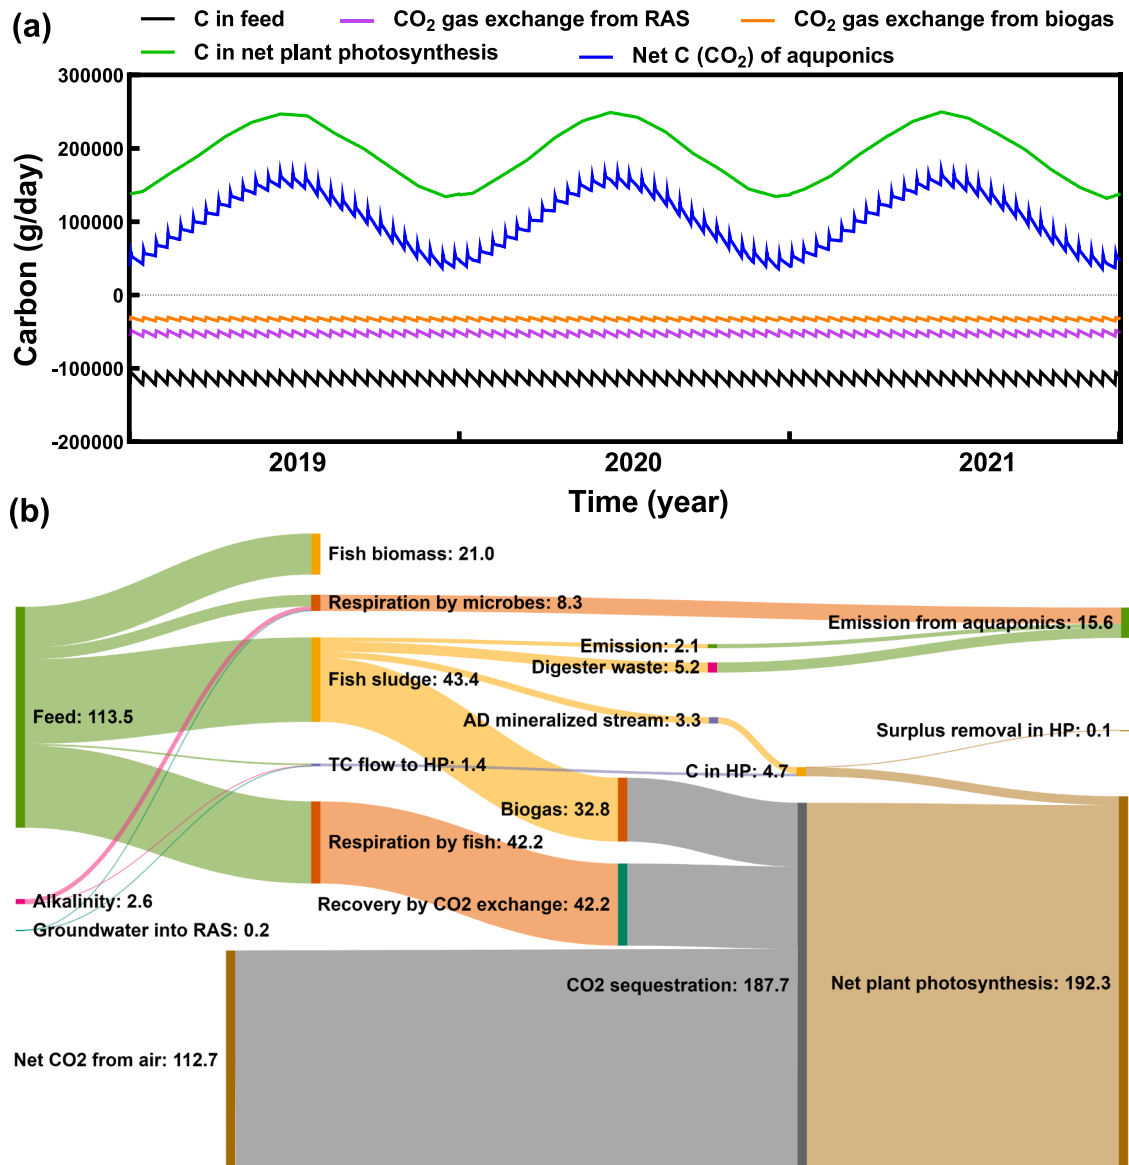 (a)
C in feed
CO2 gas exchange from RAS
CO2 gas exchange from biogas
C in net plant photosynthesis
Net C (CO2) of aquponics
Carbon (g/day)
300000
200000
100000
0
-100000
-200000
2019
2020
2021
Time (year)
(b)
Fish biomass: 21.0
Respiration by microbes: 8.3
Emission from aquaponics: 15.6
Emission: 2.1
Digester waste: 5.2
Fish sludge: 43.4
Feed: 113.5
AD mineralized stream: 3.3
Surplus removal in HP: 0.1
TC flow to HP: 1.4
C in HP: 4.7
Biogas: 32.8
Respiration by fish: 42.2
Alkalinity: 2.6
Recovery by CO2 exchange: 42.2
Groundwater into RAS: 0.2
CO2 sequestration: 187.7
Net plant photosynthesis: 192.3
Net CO2 from air: 112.7